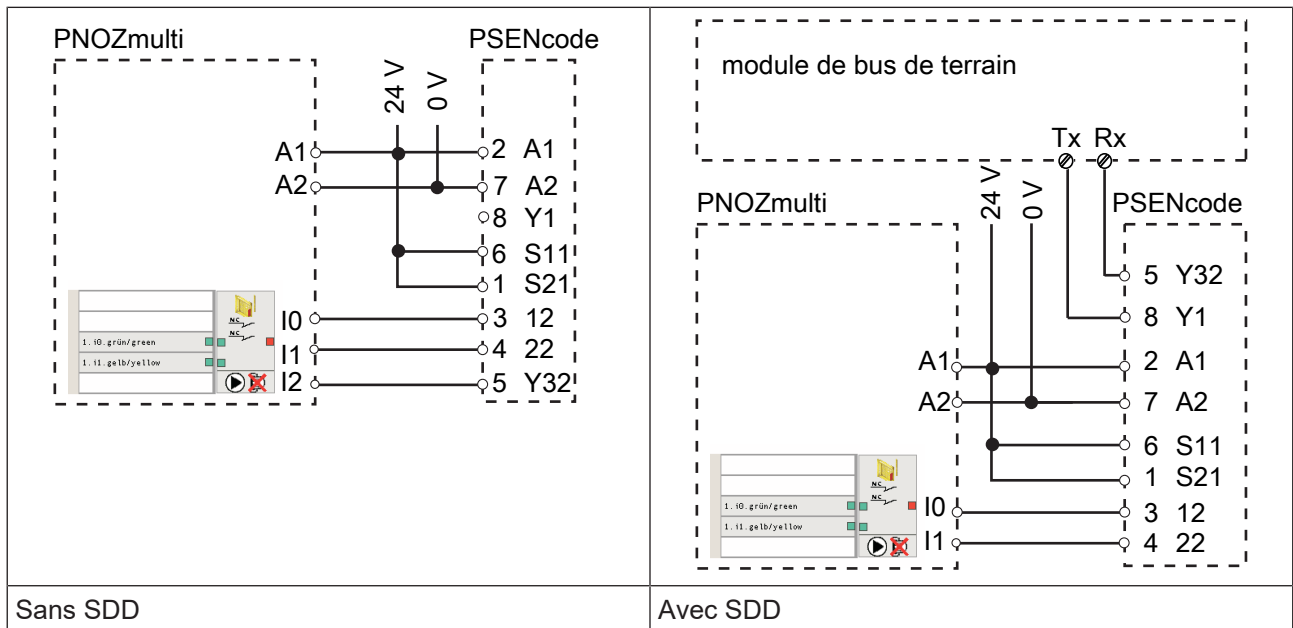 PNOZmulti PSENcode
24 V
0 V
A1 2 A1
A2 7 A2
8 Y1
6 S11
1 S21
NC
NC
1.i0.grün/green
1.i1.gelb/yellow
I0 3 12
I1 4 22
I2 5 Y32
Sans SDD
module de bus de terrain
Tx Rx
24 V
0 V
PNOZmulti PSENcode
5 Y32
8 Y1
A1 2 A1
A2 7 A2
6 S11
1 S21
NC
NC
1.i0.grün/green
1.i1.gelb/yellow
I0 3 12
I1 4 22
Avec SDD